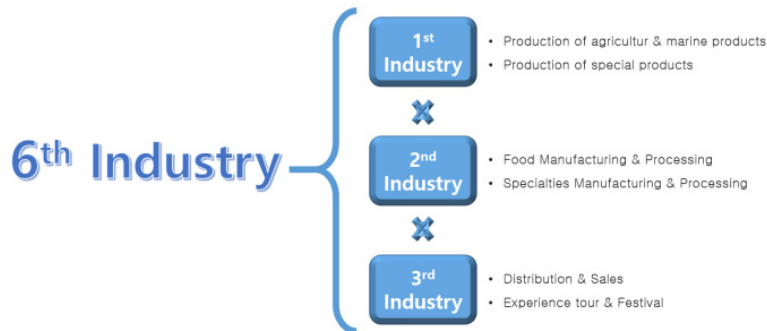 6th Industry
1st
Industry
• Production of agricultur & marine products
• Production of special products
×
2nd
Industry
• Food Manufacturing & Processing
• Specialties Manufacturing & Processing
×
3rd
Industry
• Distribution & Sales
• Experience tour & Festival